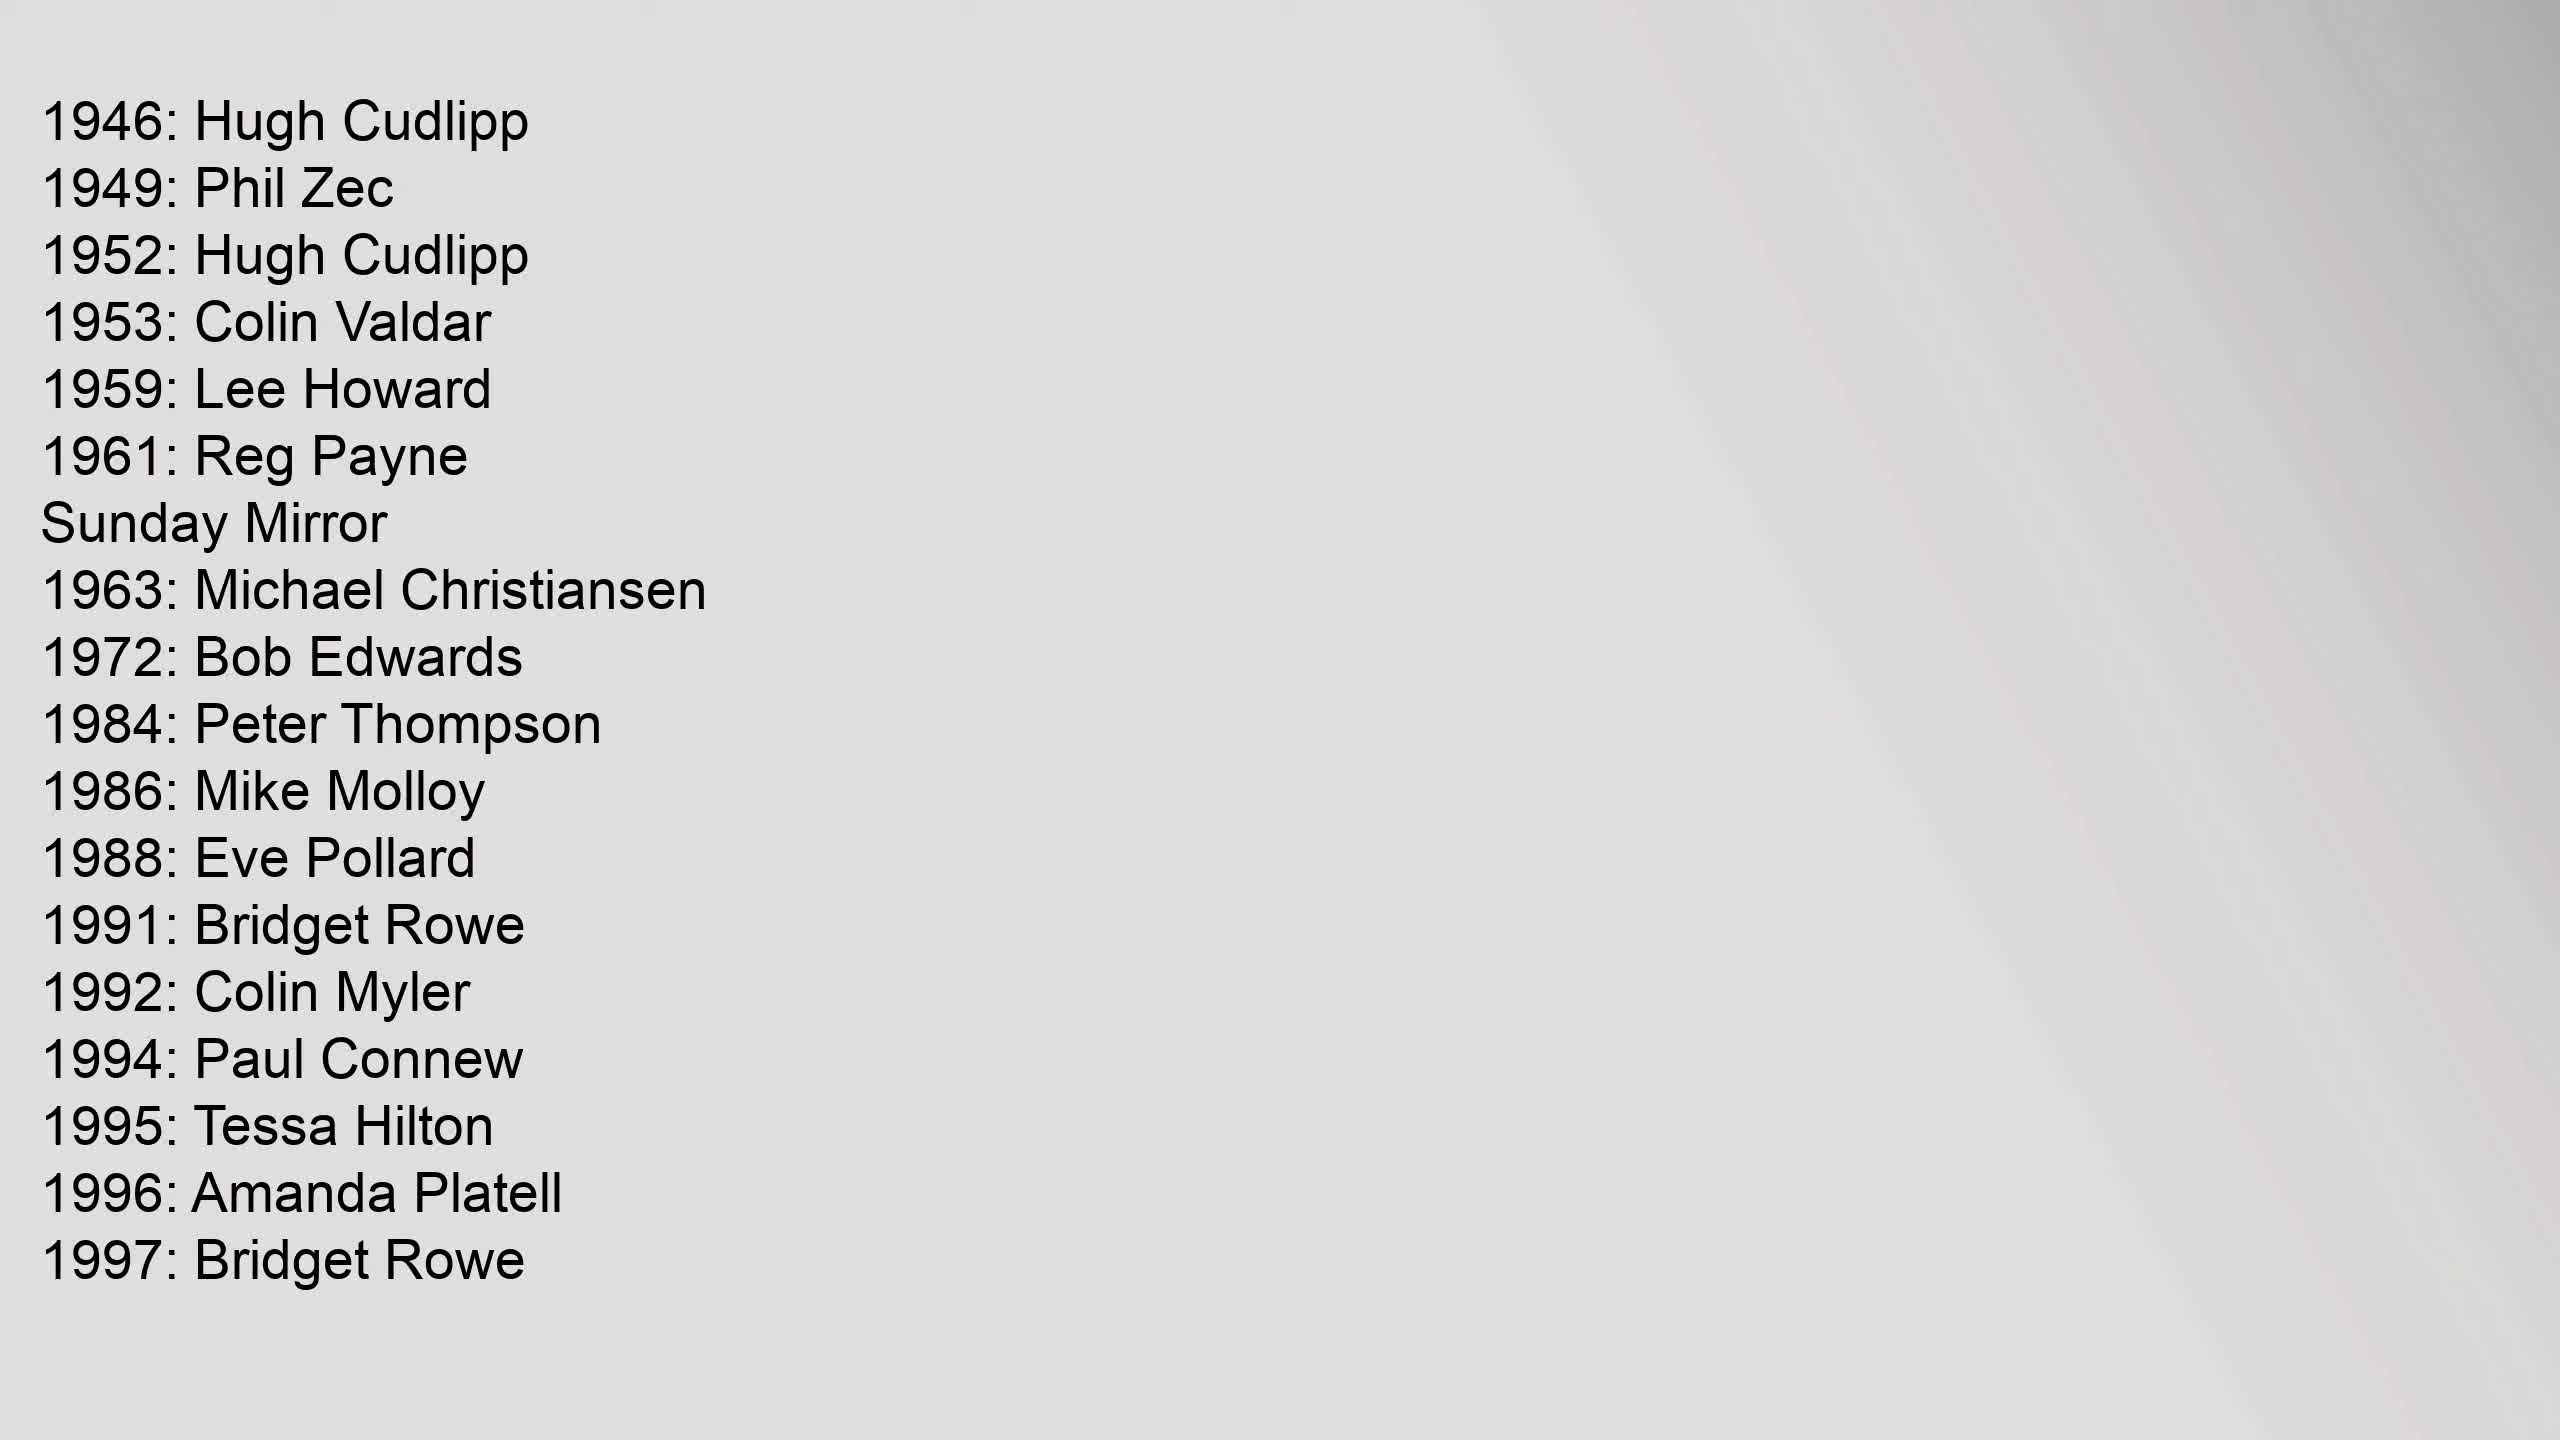 1946: Hugh Cudlipp
1949: Phil Zec
1952: Hugh Cudlipp
1953: Colin Valdar
1959: Lee Howard
1961: Reg Payne
Sunday Mirror
1963: Michael Christiansen
1972: Bob Edwards
1984: Peter Thompson
1986: Mike Molloy
1988: Eve Pollard
1991: Bridget Rowe
1992: Colin Myler
1994: Paul Connew
1995: Tessa Hilton
1996: Amanda Platell
1997: Bridget Rowe